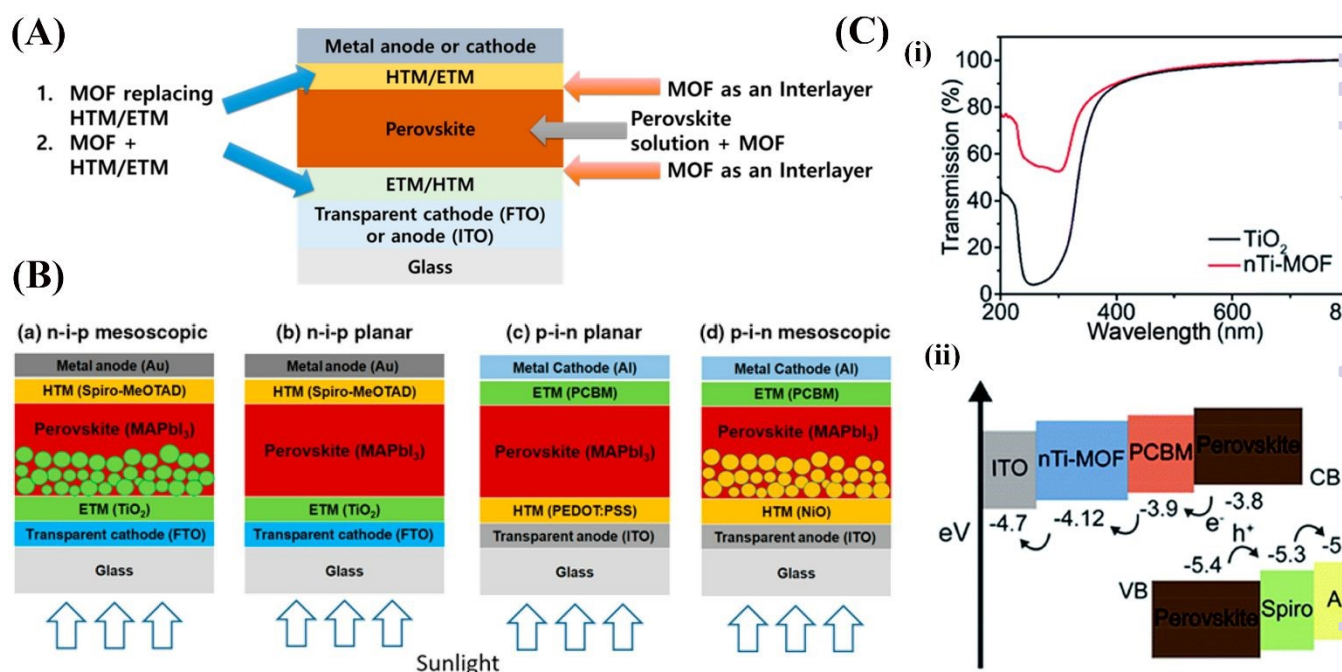 (A)
Metal anode or cathode
HTM/ETM
Perovskite
ETM/HTM
Transparent cathode (FTO)
or anode (ITO)
Glass
1. MOF replacing
HTM/ETM
2. MOF +
HTM/ETM
MOF as an Interlayer
Perovskite
solution + MOF
MOF as an Interlayer
(B)
(a) n-i-p mesoscopic
Metal anode (Au)
HTM (Spiro-MeOTAD)
Perovskite (MAPbI₃)
ETM (TiO₂)
Transparent cathode (FTO)
Glass
(b) n-i-p planar
Metal anode (Au)
HTM (Spiro-MeOTAD)
Perovskite (MAPbI₃)
ETM (TiO₂)
Transparent cathode (FTO)
Glass
(c) p-i-n planar
Metal Cathode (Al)
ETM (PCBM)
Perovskite (MAPbI₃)
HTM (PEDOT:PSS)
Transparent anode (ITO)
Glass
(d) p-i-n mesoscopic
Metal Cathode (Al)
ETM (PCBM)
Perovskite (MAPbI₃)
HTM (NiO)
Transparent anode (ITO)
Glass
Sunlight
(C)
(i)
Transmission (%)
100
80
60
40
20
0
TiO₂
nTi-MOF
200 400 600 8
Wavelength (nm)
(ii)
eV
ITO
nTi-MOF
PCBM
Perovskite
CB
-4.7
-4.12
-3.9
-3.8
e⁻
h⁺
-5.4
-5.3
-5
VB
Perovskite
Spiro
A